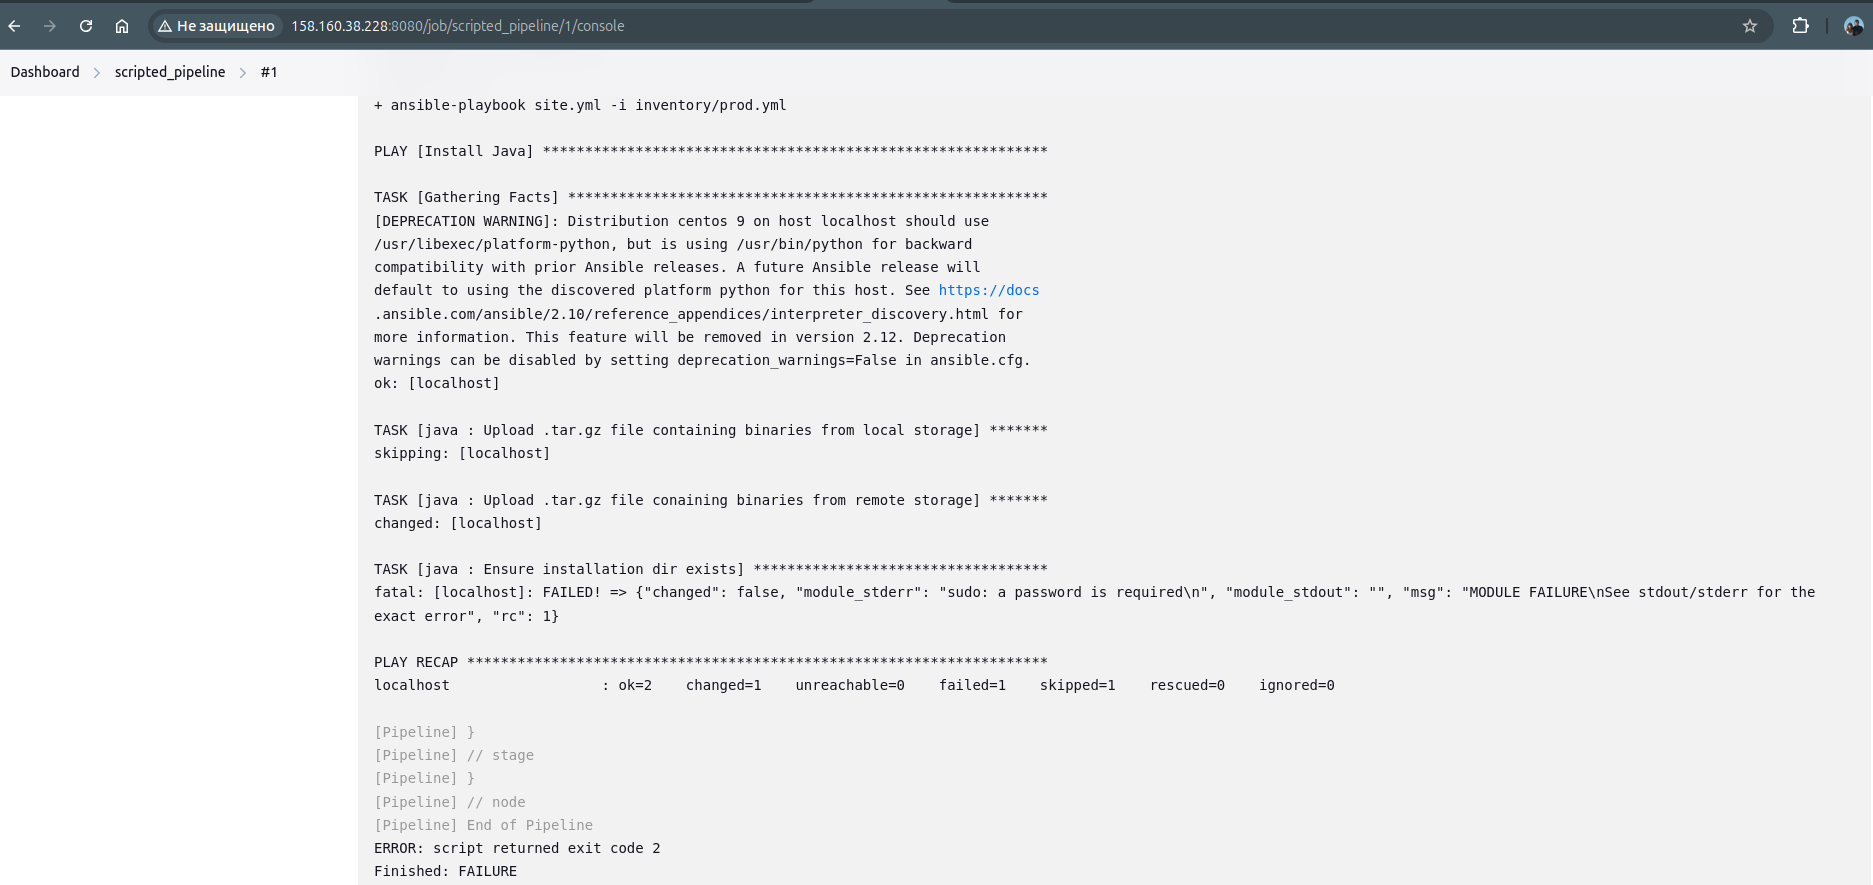 Не защищено 158.160.38.228:8080/job/scripted_pipeline/1/console
Dashboard scripted_pipeline #1
+ ansible-playbook site.yml -i inventory/prod.yml
PLAY [Install Java] ************************************************************
TASK [Gathering Facts] *********************************************************
[DEPRECATION WARNING]: Distribution centos 9 on host localhost should use
/usr/libexec/platform-python, but is using /usr/bin/python for backward
compatibility with prior Ansible releases. A future Ansible release will
default to using the discovered platform python for this host. See https://docs
.ansible.com/ansible/2.10/reference_appendices/interpreter_discovery.html for
more information. This feature will be removed in version 2.12. Deprecation
warnings can be disabled by setting deprecation_warnings=False in ansible.cfg.
ok: [localhost]
TASK [java : Upload .tar.gz file containing binaries from local storage] *******
skipping: [localhost]
TASK [java : Upload .tar.gz file conaining binaries from remote storage] *******
changed: [localhost]
TASK [java : Ensure installation dir exists] ***********************************
fatal: [localhost]: FAILED! => {"changed": false, "module_stderr": "sudo: a password is required\n", "module_stdout": "", "msg": "MODULE FAILURE\nSee stdout/stderr for the
exact error", "rc": 1}
PLAY RECAP *********************************************************************
localhost : ok=2 changed=1 unreachable=0 failed=1 skipped=1 rescued=0 ignored=0
[Pipeline] }
[Pipeline] // stage
[Pipeline] }
[Pipeline] // node
[Pipeline] End of Pipeline
ERROR: script returned exit code 2
Finished: FAILURE